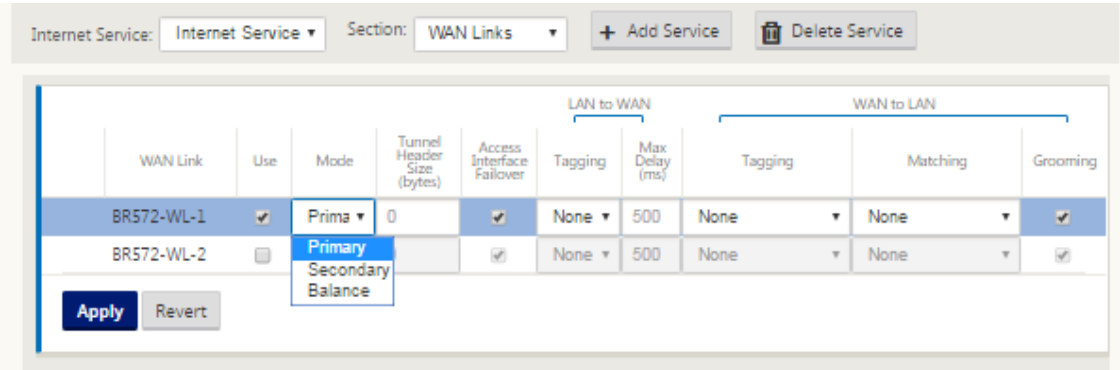 Internet Service: Internet Service Section: WAN Links + Add Service Delete Service
LAN to WAN WAN to LAN
WAN Link Use Mode Tunnel Header Size (bytes) Access Interface Failover Tagging Max Delay (ms) Tagging Matching Grooming
BR572-WL-1 Prima 0 None 500 None None
BR572-WL-2 None 500 None None
Primary
Secondary
Balance
Apply Revert